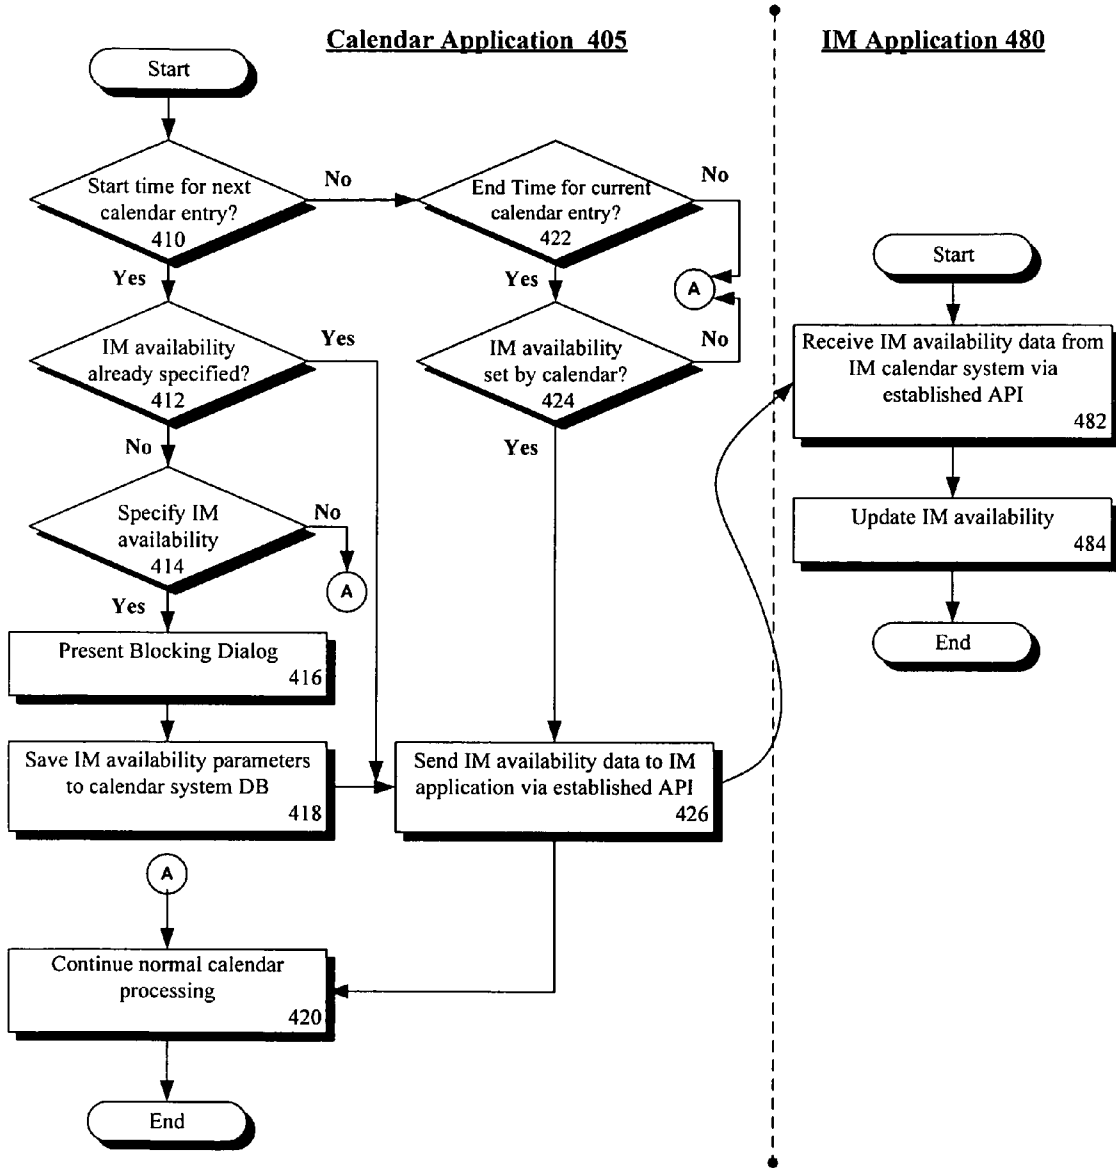 Calendar Application 405
IM Application 480
Start
Start time for next
calendar entry?
410
No
End Time for current
calendar entry?
422
No
Yes
Yes
A
IM availability
already specified?
412
Yes
IM availability
set by calendar?
424
No
No
Yes
Specify IM
availability
414
No
A
Yes
Present Blocking Dialog
416
Save IM availability parameters
to calendar system DB
418
Send IM availability data to IM
application via established API
426
A
Continue normal calendar
processing
420
End
Start
Receive IM availability data from
IM calendar system via
established API
482
Update IM availability
484
End